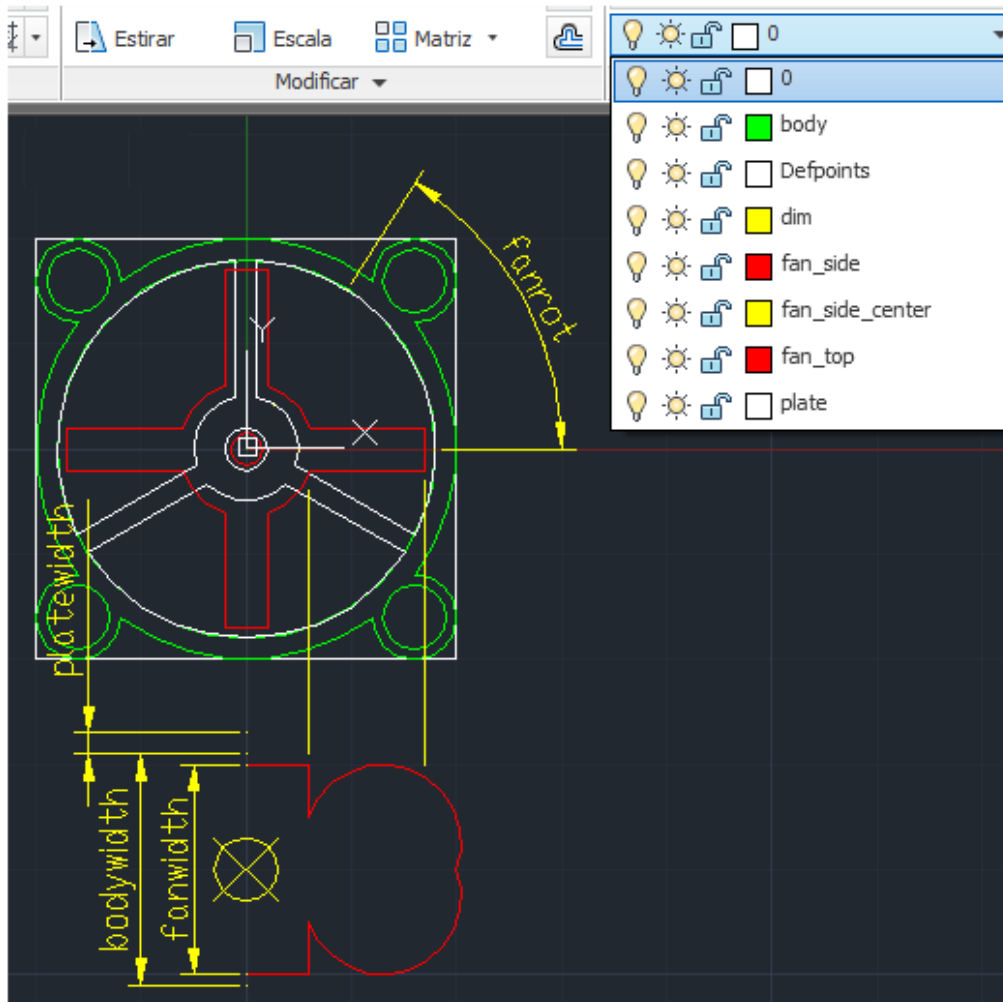 Estirar Escala Matriz 0
Modificar
0
body
Defpoints
dim
fan_side
fan_side_center
fan_top
plate
fanrot
Y
X
platewidth
bodywidth
fanwidth